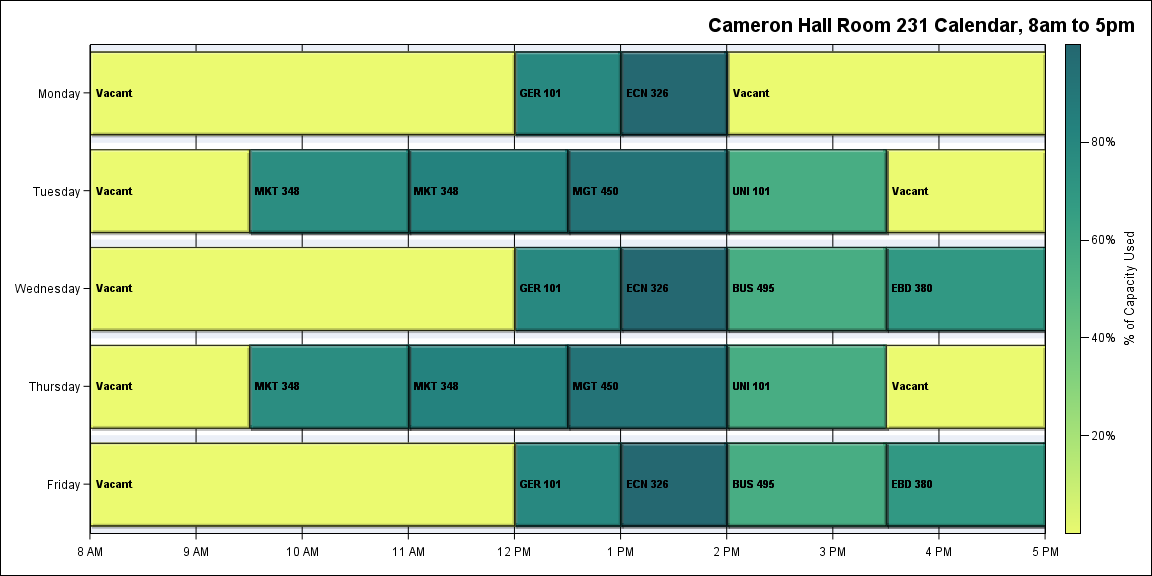 Cameron Hall Room 231 Calendar, 8am to 5pm
Monday
Vacant
GER 101
ECN 326
Vacant
Tuesday
Vacant
MKT 348
MKT 348
MGT 450
UNI 101
Vacant
Wednesday
Vacant
GER 101
ECN 326
BUS 495
EBD 380
Thursday
Vacant
MKT 348
MKT 348
MGT 450
UNI 101
Vacant
Friday
Vacant
GER 101
ECN 326
BUS 495
EBD 380
8 AM
9 AM
10 AM
11 AM
12 PM
1 PM
2 PM
3 PM
4 PM
5 PM
80%
60%
40%
20%
% of Capacity Used